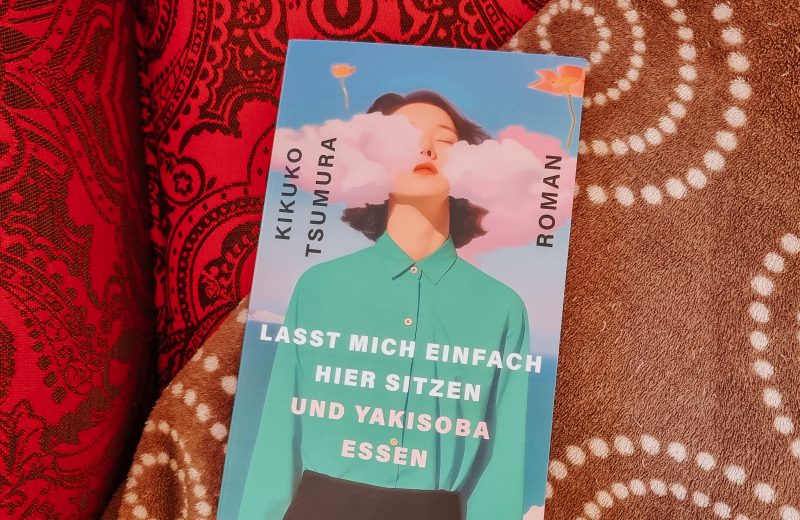 KIKUKO
TSUMURA
ROMAN
LASST MICH EINFACH
HIER SITZEN
UND YAKISOBA
ESSEN